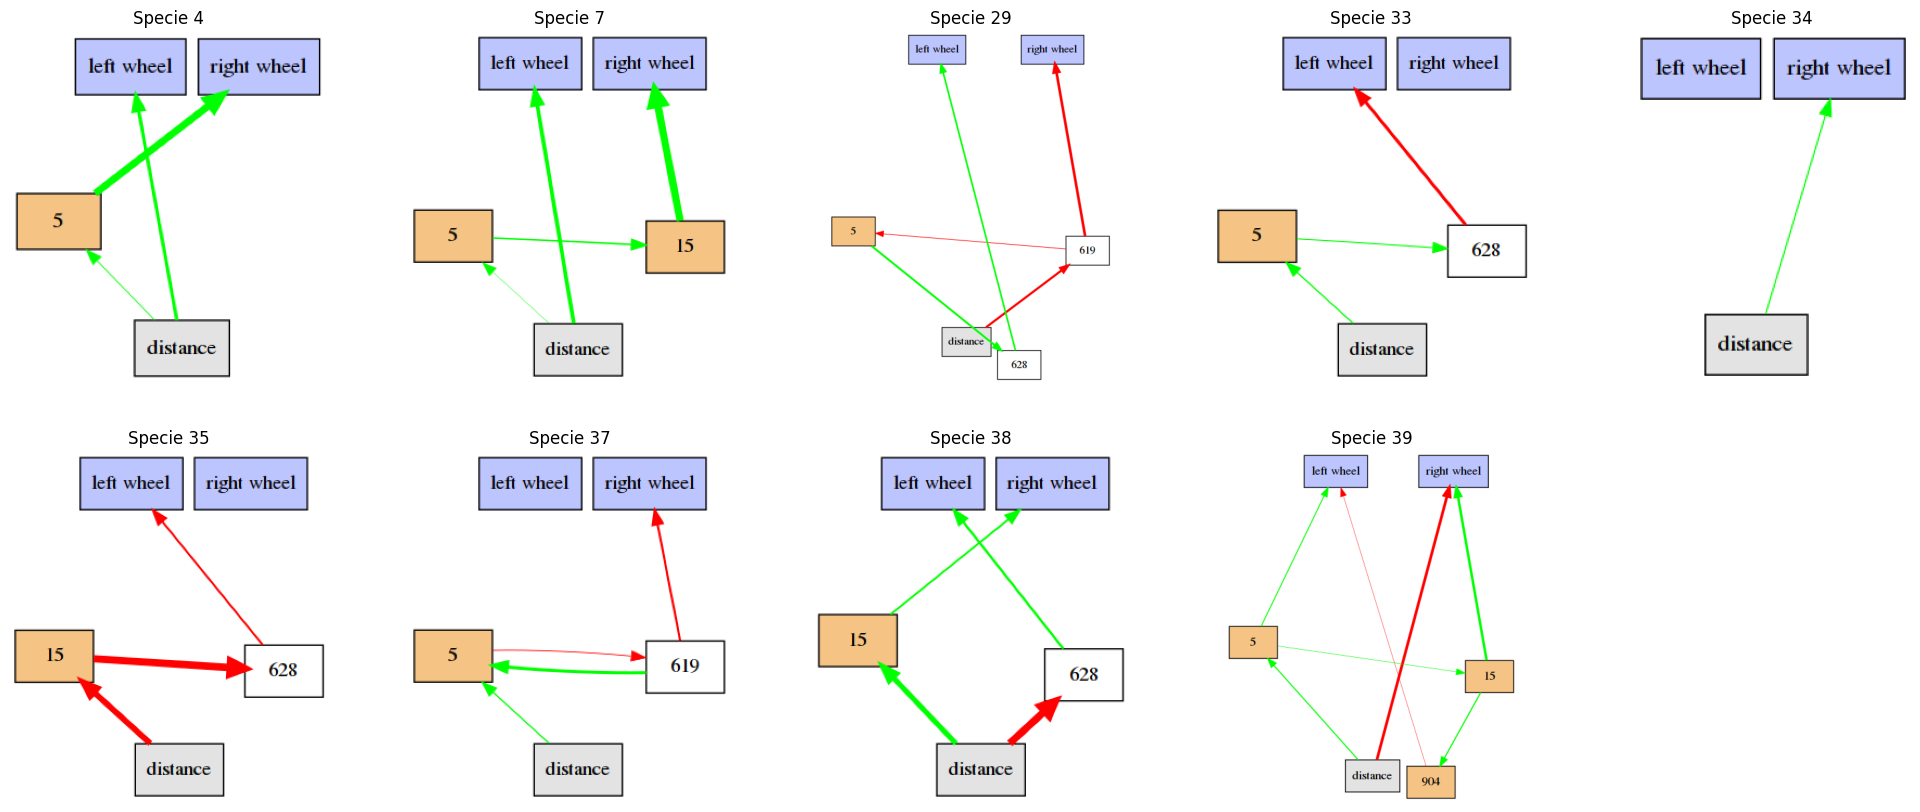 Specie 4
left wheel
right wheel
5
distance
Specie 7
left wheel
right wheel
5
15
distance
Specie 29
left wheel
right wheel
5
619
distance
628
Specie 33
left wheel
right wheel
5
628
distance
Specie 34
left wheel
right wheel
distance
Specie 35
left wheel
right wheel
15
628
distance
Specie 37
left wheel
right wheel
5
619
distance
Specie 38
left wheel
right wheel
15
628
distance
Specie 39
left wheel
right wheel
5
15
distance
904